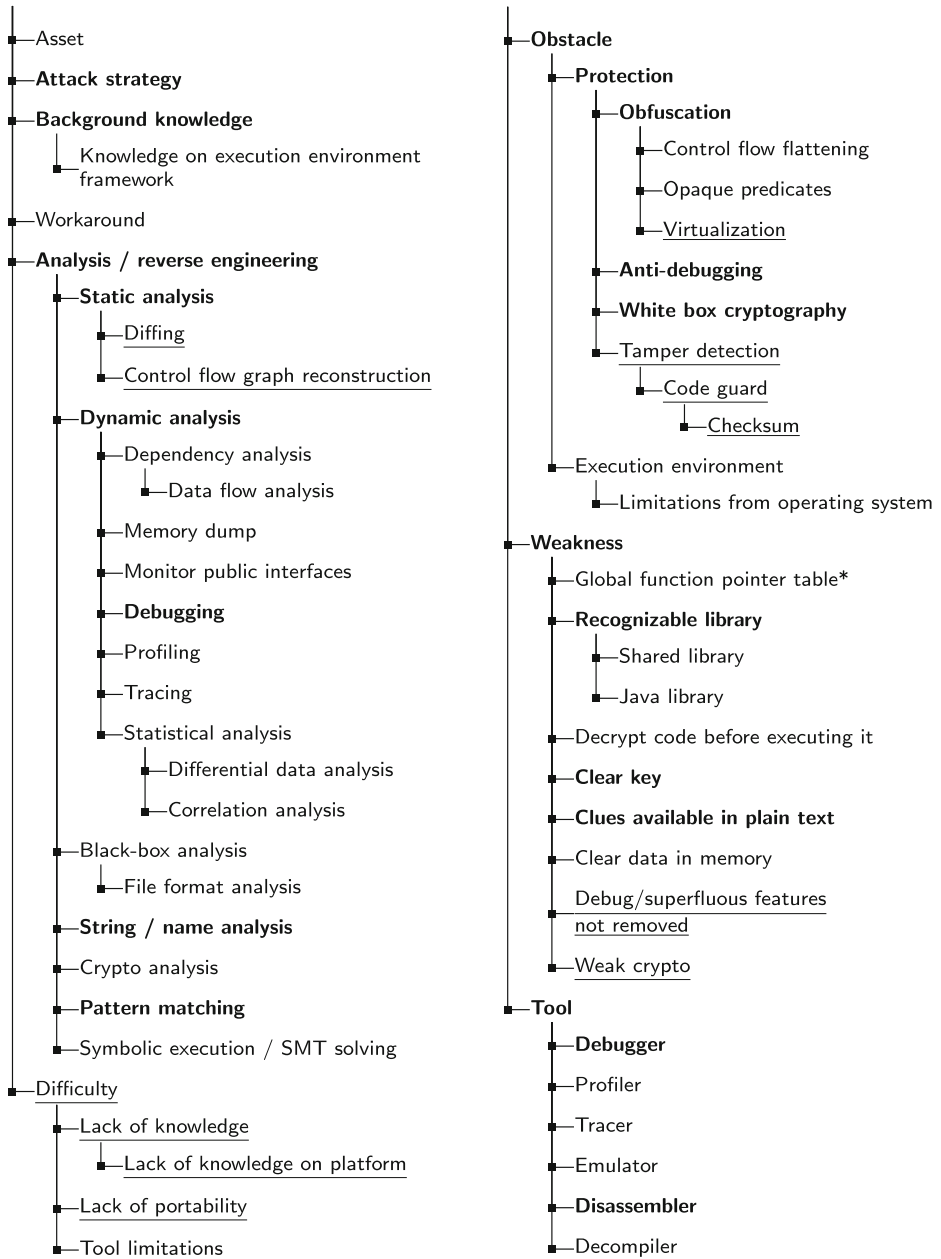 Asset
Attack strategy
Background knowledge
Knowledge on execution environment
framework
Workaround
Analysis / reverse engineering
Static analysis
Diffing
Control flow graph reconstruction
Dynamic analysis
Dependency analysis
Data flow analysis
Memory dump
Monitor public interfaces
Debugging
Profiling
Tracing
Statistical analysis
Differential data analysis
Correlation analysis
Black-box analysis
File format analysis
String / name analysis
Crypto analysis
Pattern matching
Symbolic execution / SMT solving
Difficulty
Lack of knowledge
Lack of knowledge on platform
Lack of portability
Tool limitations
Obstacle
Protection
Obfuscation
Control flow flattening
Opaque predicates
Virtualization
Anti-debugging
White box cryptography
Tamper detection
Code guard
Checksum
Execution environment
Limitations from operating system
Weakness
Global function pointer table*
Recognizable library
Shared library
Java library
Decrypt code before executing it
Clear key
Clues available in plain text
Clear data in memory
Debug/superfluous features
not removed
Weak crypto
Tool
Debugger
Profiler
Tracer
Emulator
Disassembler
Decompiler